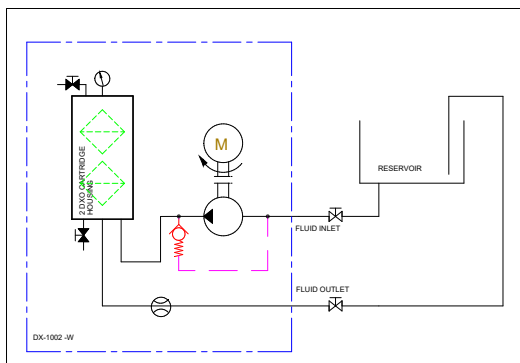 2 DXO CARTRIDGE
HOUSING
M
RESERVOIR
FLUID INLET
FLUID OUTLET
DX-1002 -W